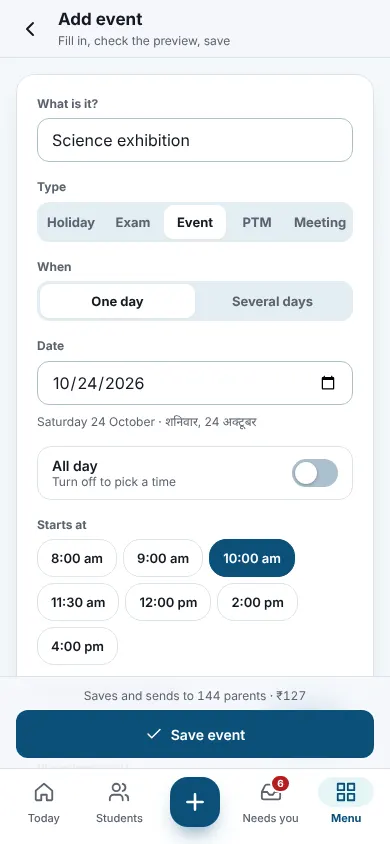 Add event
Fill in, check the preview, save
What is it?
Science exhibition
Type
Holiday Exam Event PTM Meeting
When
One day Several days
Date
10/24/2026
Saturday 24 October · शनिवार, 24 अक्टूबर
All day
Turn off to pick a time
Starts at
8:00 am 9:00 am 10:00 am
11:30 am 12:00 pm 2:00 pm
4:00 pm
Saves and sends to 144 parents · ₹127
Save event
6
Today Students Needs you Menu